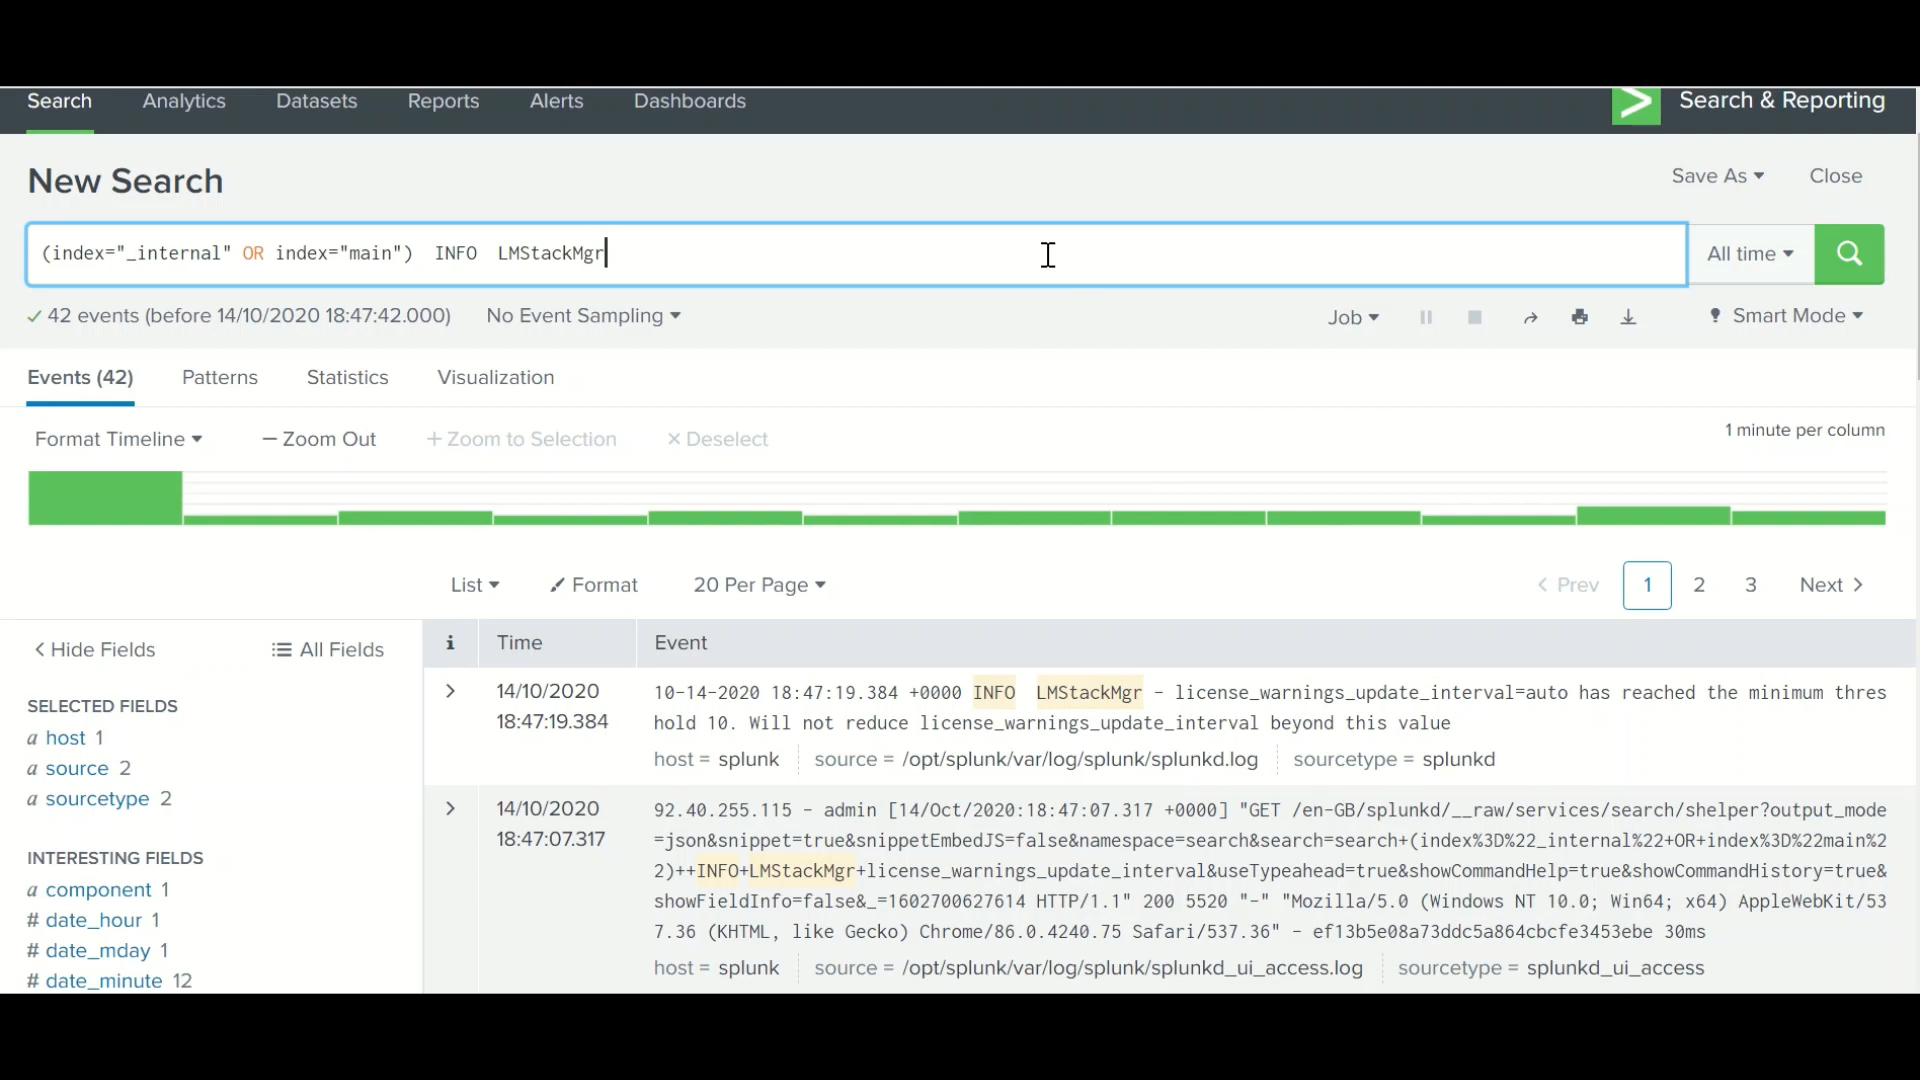 Search Analytics Datasets Reports Alerts Dashboards > Search & Reporting
New Search Save As Close
(index="_internal" OR index="main")  INFO  LMStackMgr All time
42 events (before 14/10/2020 18:47:42.000) No Event Sampling Job Smart Mode
Events (42) Patterns Statistics Visualization
Format Timeline — Zoom Out + Zoom to Selection × Deselect 1 minute per column
List Format 20 Per Page < Prev 1 2 3 Next >
< Hide Fields All Fields
SELECTED FIELDS
a host 1
a source 2
a sourcetype 2
INTERESTING FIELDS
a component 1
# date_hour 1
# date_mday 1
# date_minute 12
i Time Event
> 14/10/2020
18:47:19.384
10-14-2020 18:47:19.384 +0000 INFO  LMStackMgr - license_warnings_update_interval=auto has reached the minimum thres
hold 10. Will not reduce license_warnings_update_interval beyond this value
host = splunk source = /opt/splunk/var/log/splunk/splunkd.log sourcetype = splunkd
> 14/10/2020
18:47:07.317
92.40.255.115 - admin [14/Oct/2020:18:47:07.317 +0000] "GET /en-GB/splunkd/__raw/services/search/shelper?output_mode
=json&snippet=true&snippetEmbedJS=false&namespace=search&search=search+(index%3D%22_internal%22+OR+index%3D%22main%2
2)++INFO+LMStackMgr+license_warnings_update_interval&useTypeahead=true&showCommandHelp=true&showCommandHistory=true&
showFieldInfo=false&_=1602700627614 HTTP/1.1" 200 5520 "-" "Mozilla/5.0 (Windows NT 10.0; Win64; x64) AppleWebKit/53
7.36 (KHTML, like Gecko) Chrome/86.0.4240.75 Safari/537.36" - ef13b5e08a73ddc5a864cbcfe3453ebe 30ms
host = splunk source = /opt/splunk/var/log/splunk/splunkd_ui_access.log sourcetype = splunkd_ui_access